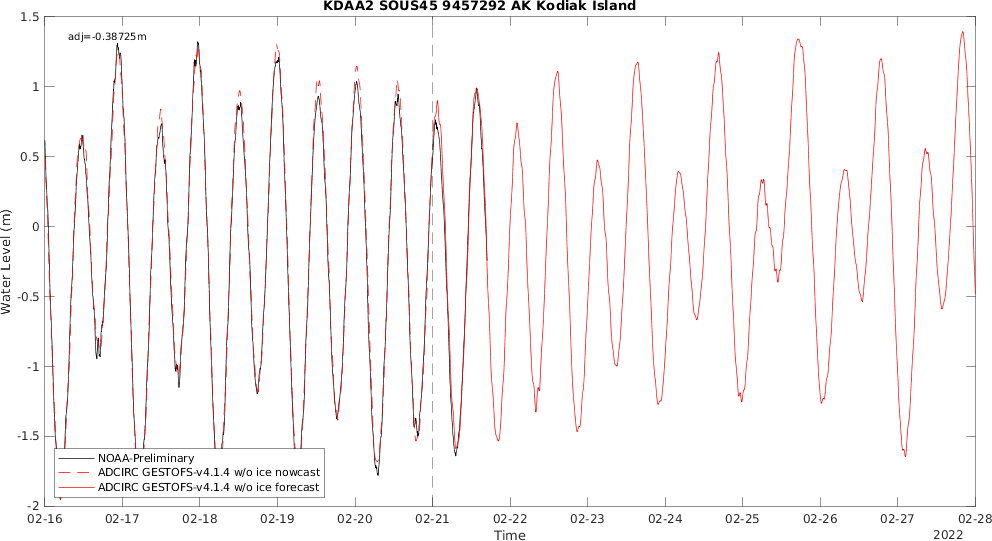 KDAA2 SOUS45 9457292 AK Kodiak Island
adj=-0.38725m
1.5
1
0.5
0
-0.5
-1
-1.5
-2
Water Level (m)
NOAA-Preliminary
ADCIRC GESTOFS-v4.1.4 w/o ice nowcast
ADCIRC GESTOFS-v4.1.4 w/o ice forecast
02-16 02-17 02-18 02-19 02-20 02-21 02-22 02-23 02-24 02-25 02-26 02-27 02-28
Time
2022